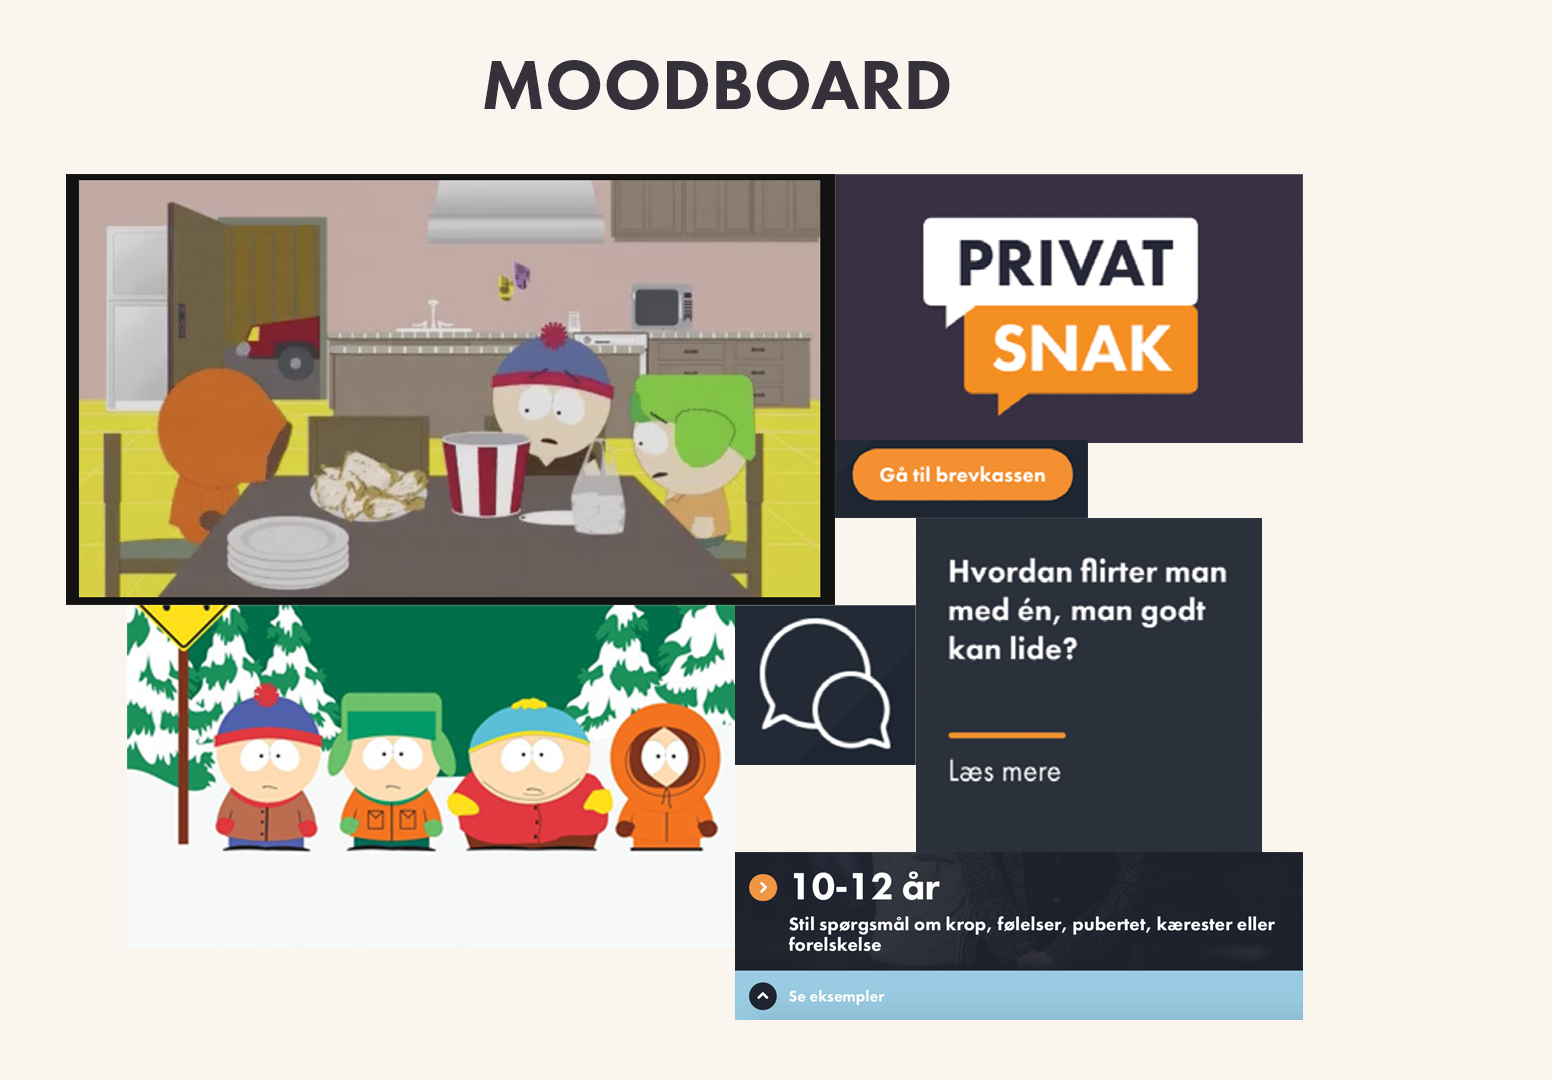 MOODBOARD
PRIVAT
SNAK
Gå til brevkassen
Hvordan flirter man
med én, man godt
kan lide?
Læs mere
10-12 år
Stil spørgsmål om krop, følelser, pubertet, kærester eller
forelskelse
Se eksempler